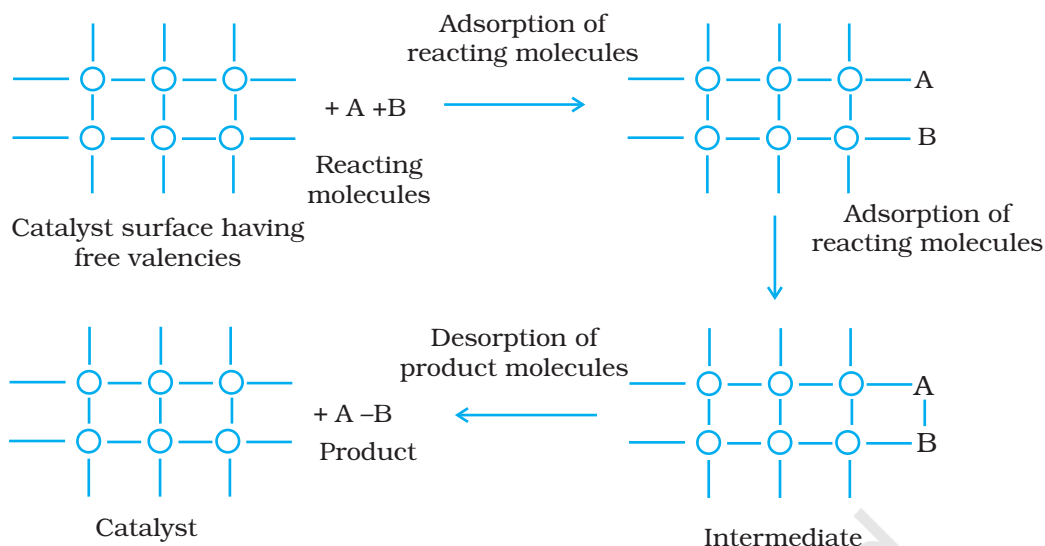 Adsorption of
reacting molecules
+ A +B
Reacting
molecules
A
B
Catalyst surface having
free valencies
Adsorption of
reacting molecules
Desorption of
product molecules
+ A –B
Product
A
B
Catalyst
Intermediate